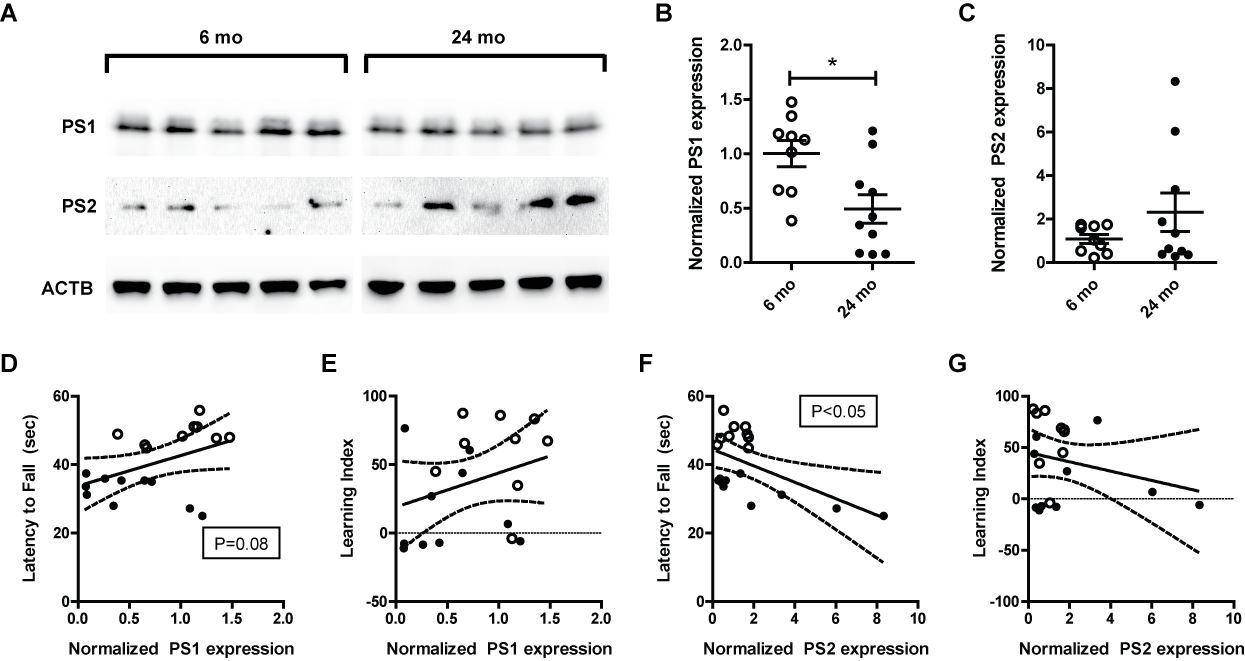 A
6 mo
24 mo
PS1
PS2
ACTB
B
Normalized PS1 expression
2.0
1.5
1.0
0.5
0.0
*
6 mo
24 mo
C
Normalized PS2 expression
10
8
6
4
2
0
6 mo
24 mo
D
Latency to Fall (sec)
60
40
20
0
P=0.08
0.0 0.5 1.0 1.5 2.0
Normalized PS1 expression
E
Learning Index
100
50
0
-50
0.0 0.5 1.0 1.5 2.0
Normalized PS1 expression
F
Latency to Fall (sec)
60
40
20
0
P<0.05
0 2 4 6 8 10
Normalized PS2 expression
G
Learning Index
100
50
0
-50
-100
0 2 4 6 8 10
Normalized PS2 expression